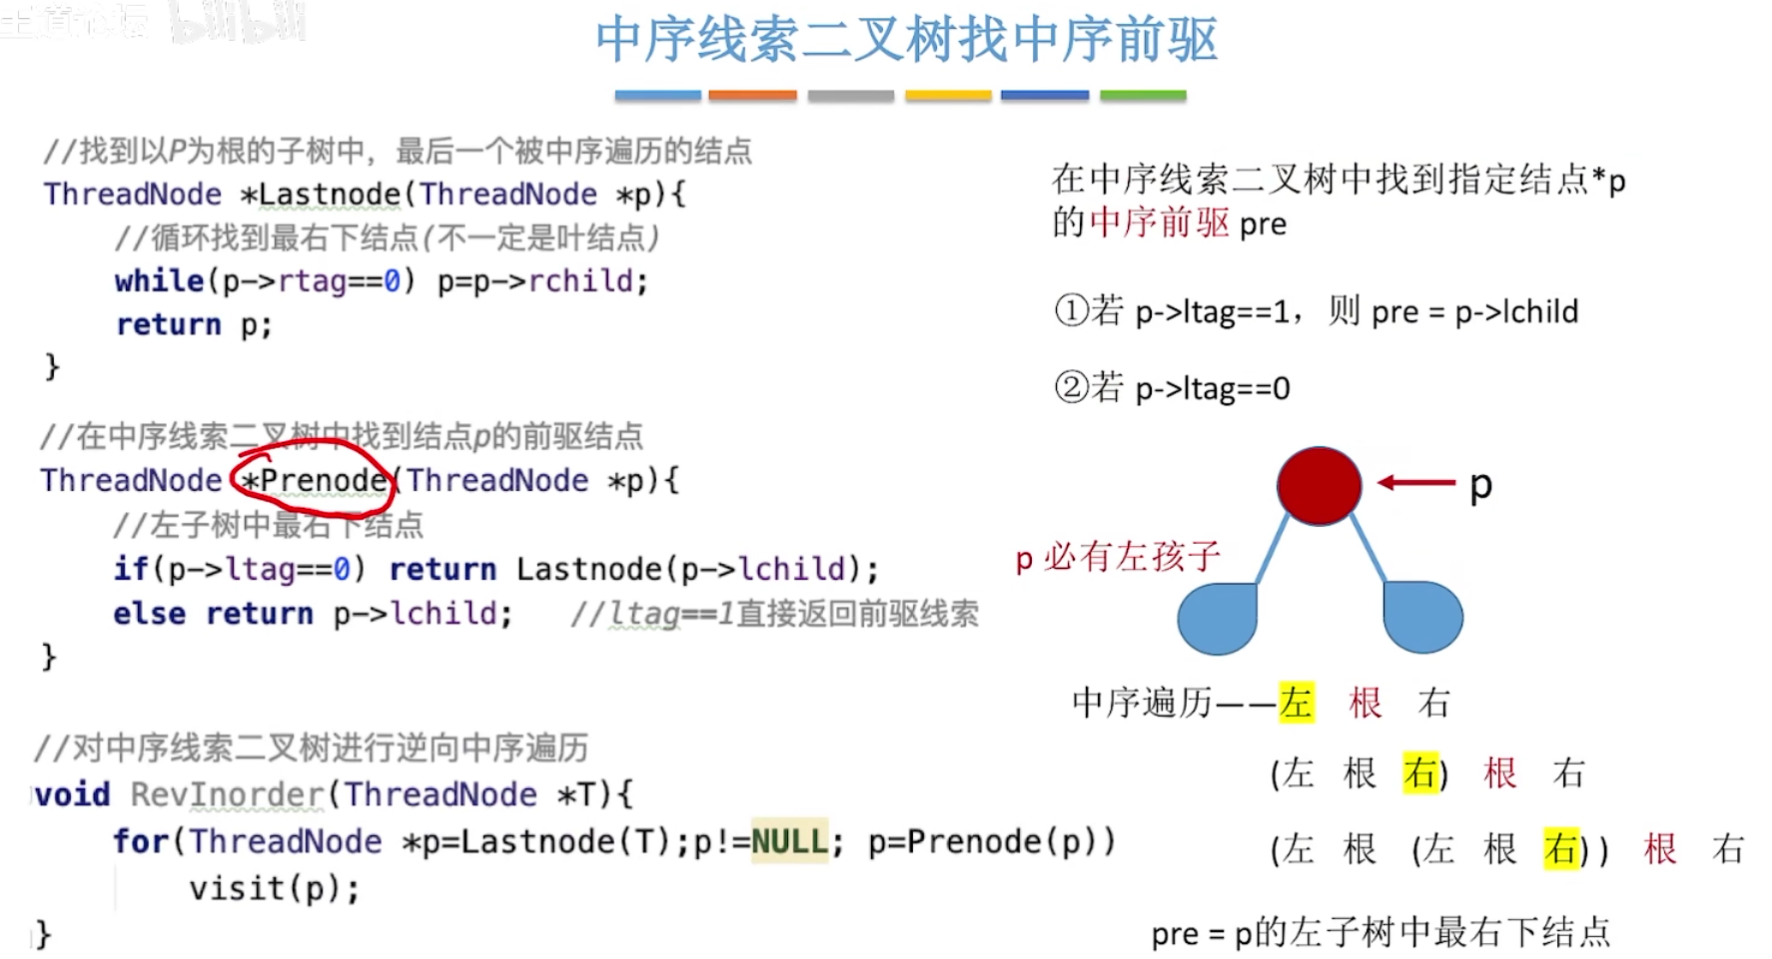 王道论坛 bilibili
中序线索二叉树找中序前驱
//找到以P为根的子树中，最后一个被中序遍历的结点
ThreadNode *Lastnode(ThreadNode *p){
//循环找到最右下结点(不一定是叶结点)
while(p->rtag==0) p=p->rchild;
return p;
}
//在中序线索二叉树中找到结点p的前驱结点
ThreadNode *Prenode(ThreadNode *p){
//左子树中最右下结点
if(p->ltag==0) return Lastnode(p->lchild);
else return p->lchild; //ltag==1直接返回前驱线索
}
//对中序线索二叉树进行逆向中序遍历
void RevInorder(ThreadNode *T){
for(ThreadNode *p=Lastnode(T);p!=NULL; p=Prenode(p))
visit(p);
}
在中序线索二叉树中找到指定结点*p
的中序前驱 pre
①若 p->ltag==1，则 pre = p->lchild
②若 p->ltag==0
p
p 必有左孩子
中序遍历——左 根 右
(左 根 右) 根 右
(左 根 (左 根 右)) 根 右
pre = p的左子树中最右下结点